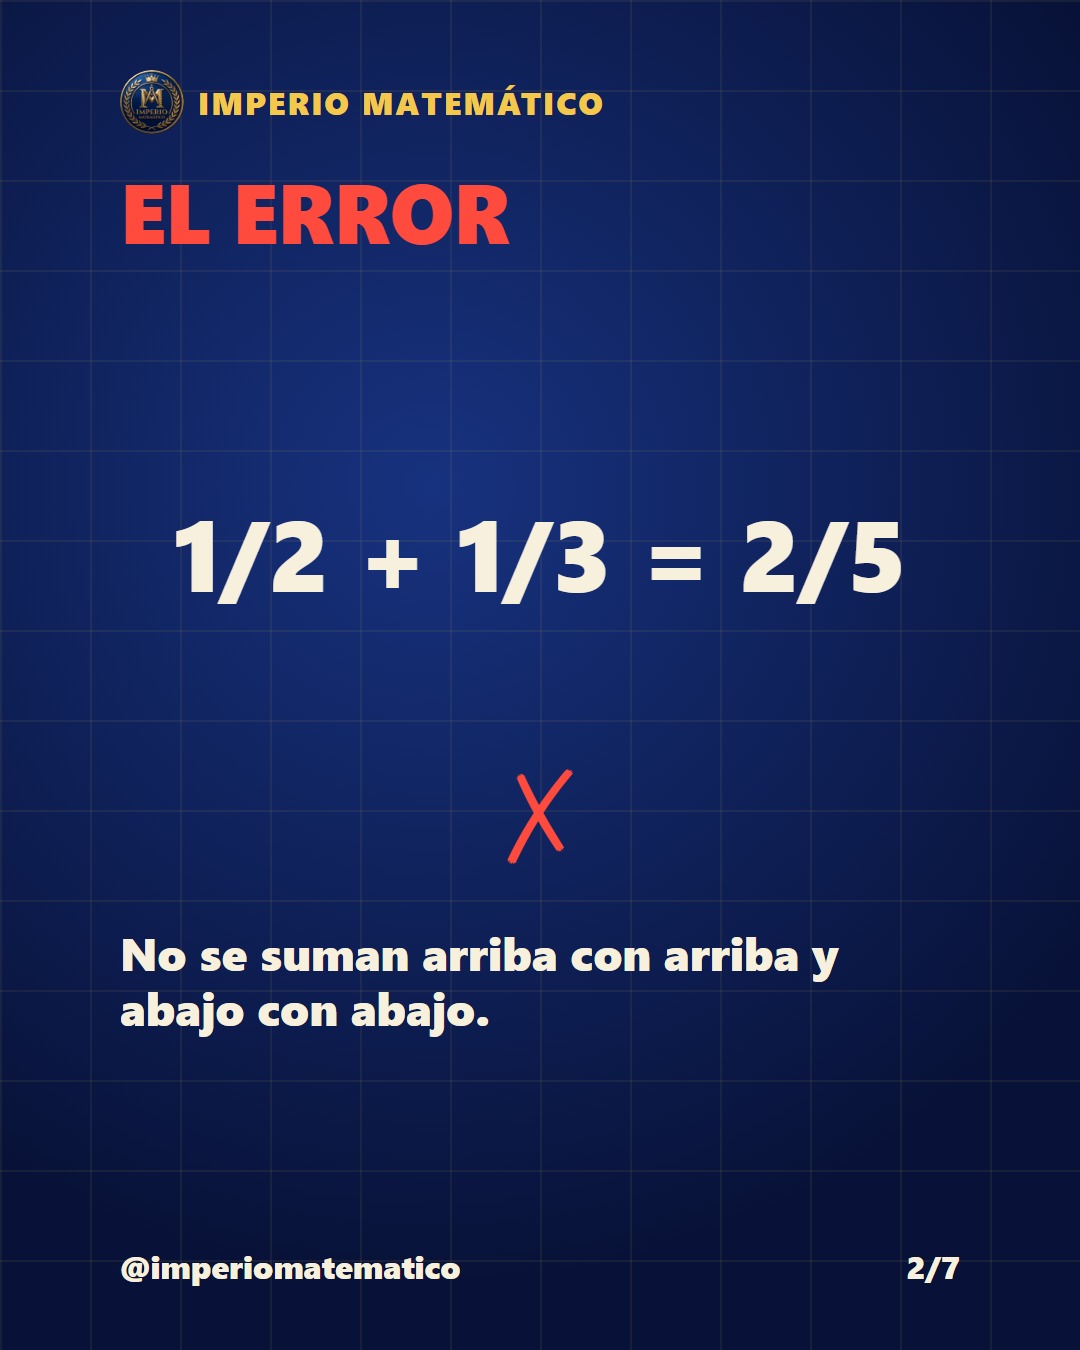 IMPERIO MATEMÁTICO
EL ERROR
1/2 + 1/3 = 2/5
No se suman arriba con arriba y
abajo con abajo.
@imperiomatematico
2/7